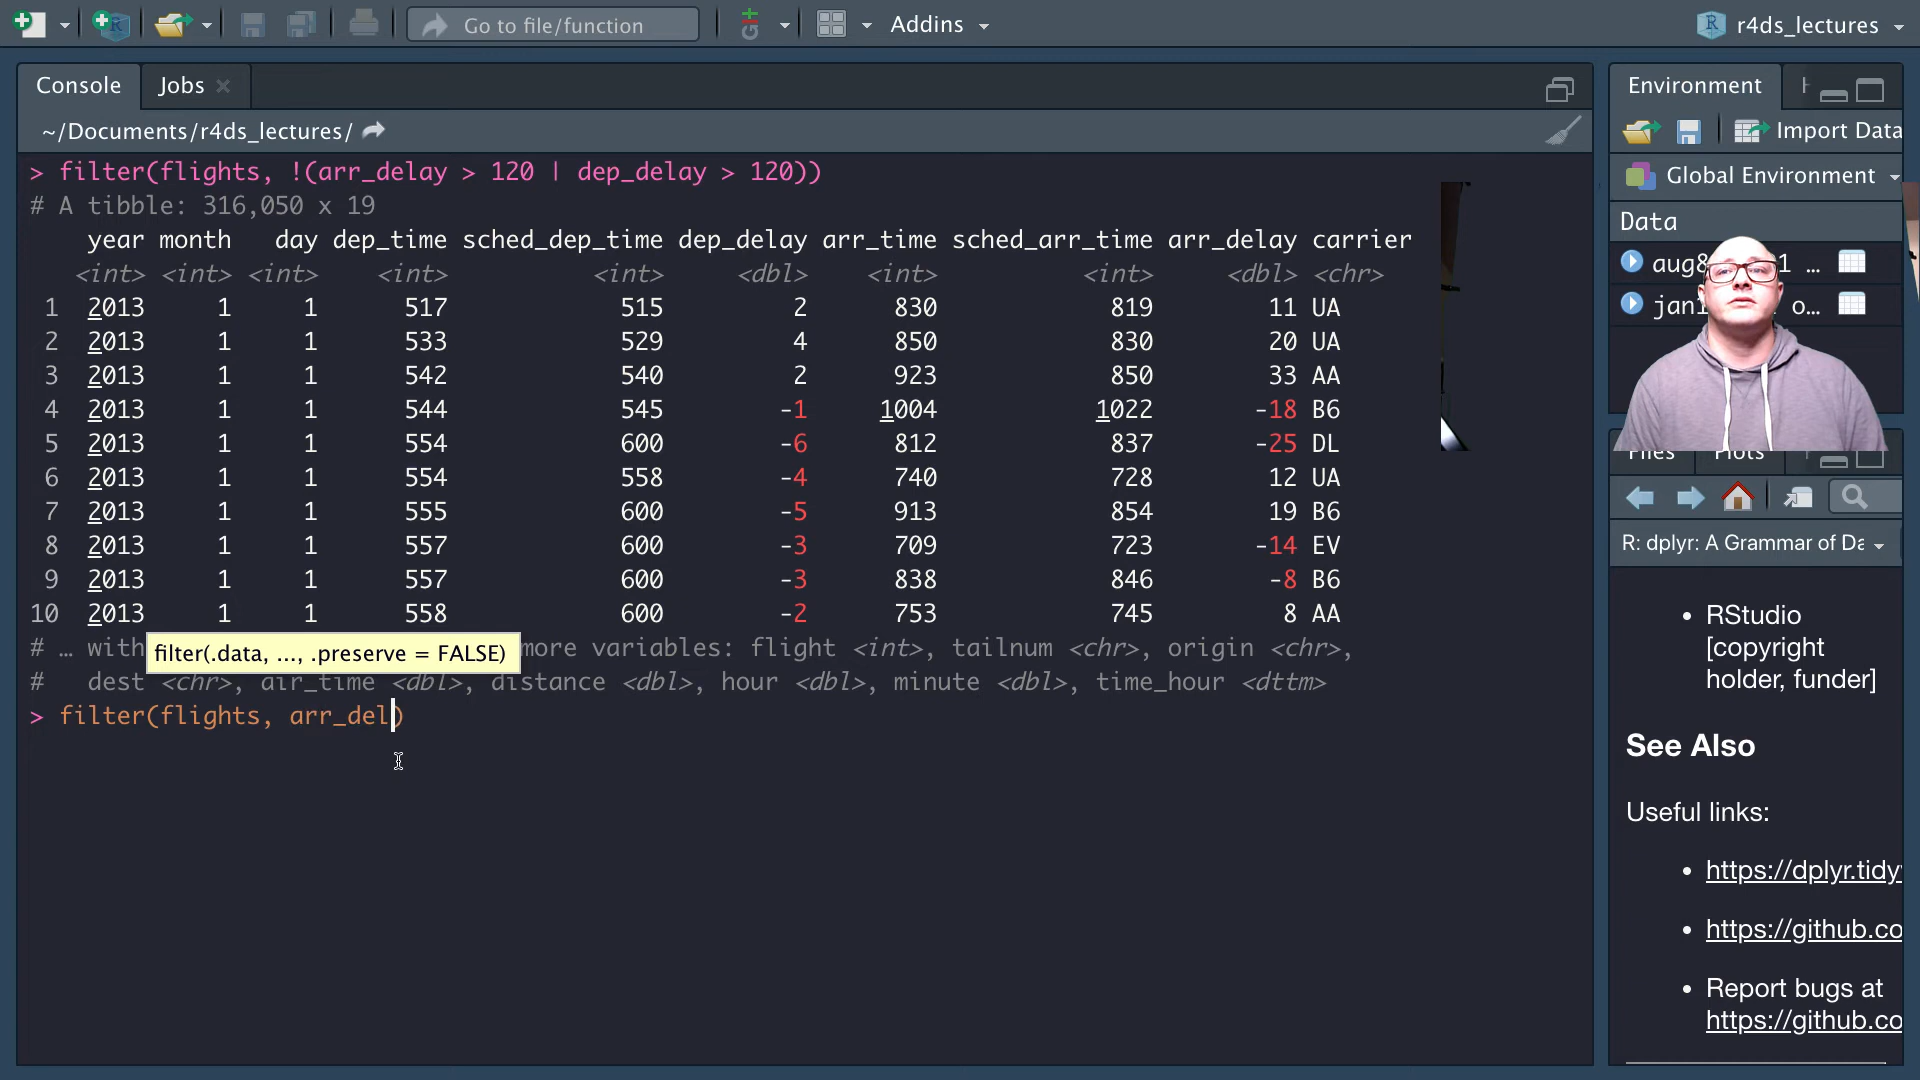 Go to file/function
Addins
r4ds_lectures
Console
Jobs
~/Documents/r4ds_lectures/
> filter(flights, !(arr_delay > 120 | dep_delay > 120))
# A tibble: 316,050 x 19
year month day dep_time sched_dep_time dep_delay arr_time sched_arr_time arr_delay carrier
<int> <int> <int> <int> <int> <dbl> <int> <int> <dbl> <chr>
1 2013 1 1 517 515 2 830 819 11 UA
2 2013 1 1 533 529 4 850 830 20 UA
3 2013 1 1 542 540 2 923 850 33 AA
4 2013 1 1 544 545 -1 1004 1022 -18 B6
5 2013 1 1 554 600 -6 812 837 -25 DL
6 2013 1 1 554 558 -4 740 728 12 UA
7 2013 1 1 555 600 -5 913 854 19 B6
8 2013 1 1 557 600 -3 709 723 -14 EV
9 2013 1 1 557 600 -3 838 846 -8 B6
10 2013 1 1 558 600 -2 753 745 8 AA
# … with more variables: flight <int>, tailnum <chr>, origin <chr>,
filter(.data, ..., .preserve = FALSE)
# dest <chr>, air_time <dbl>, distance <dbl>, hour <dbl>, minute <dbl>, time_hour <dttm>
> filter(flights, arr_del)
Environment
Import Data
Global Environment
Data
aug8 1 ...
jan1 o...
Files Plots
R: dplyr: A Grammar of Da
• RStudio
[copyright
holder, funder]
See Also
Useful links:
• https://dplyr.tidy
• https://github.co
• Report bugs at
https://github.co